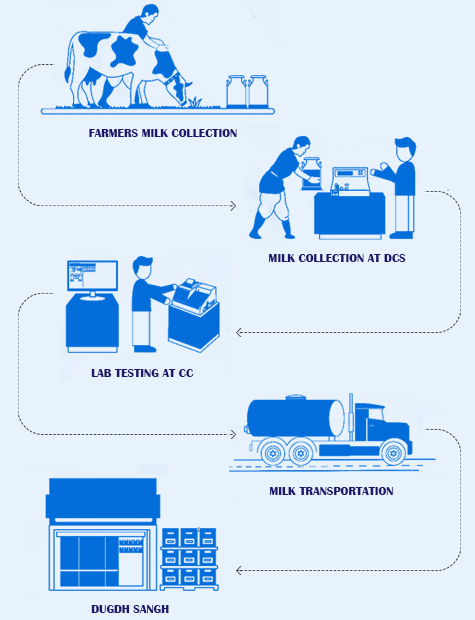 FARMERS MILK COLLECTION
MILK COLLECTION AT DCS
LAB TESTING AT CC
MILK TRANSPORTATION
DUGDH SANGH